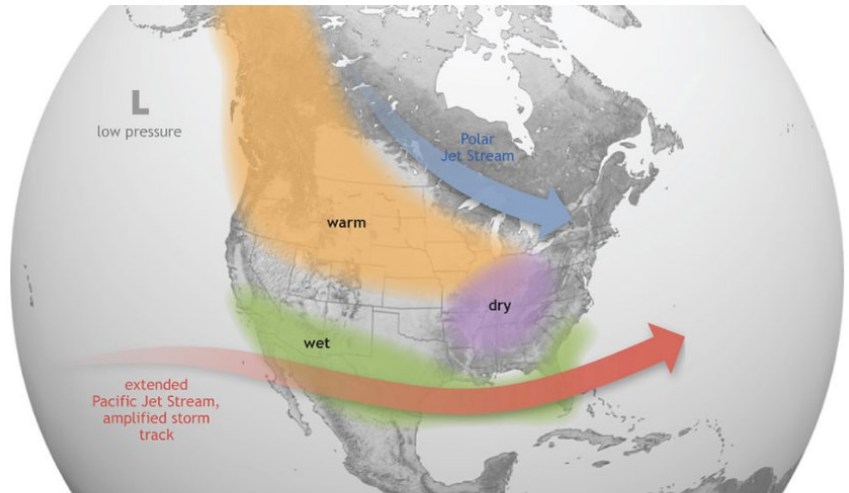 L
low pressure
Polar
Jet Stream
warm
dry
wet
extended
Pacific Jet Stream,
amplified storm
track